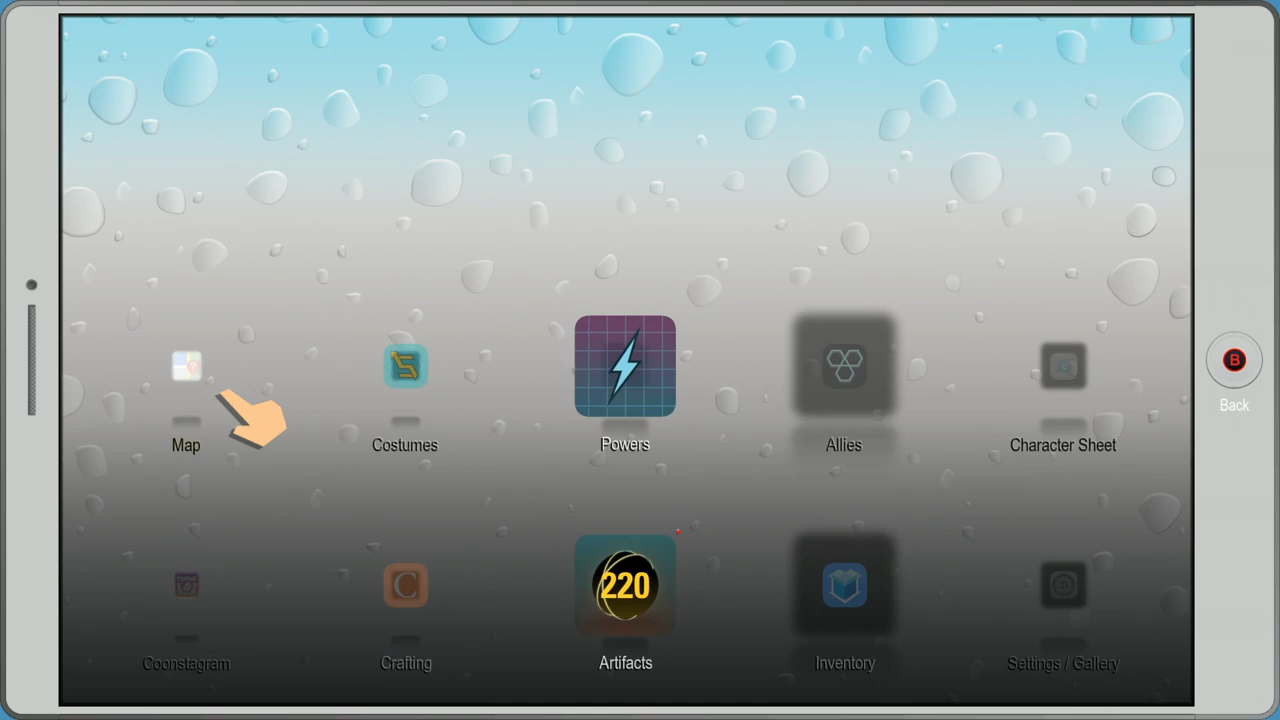 B
Back
Map
Costumes
Powers
Allies
Character Sheet
220
C
Coonstagram
Crafting
Artifacts
Inventory
Settings / Gallery